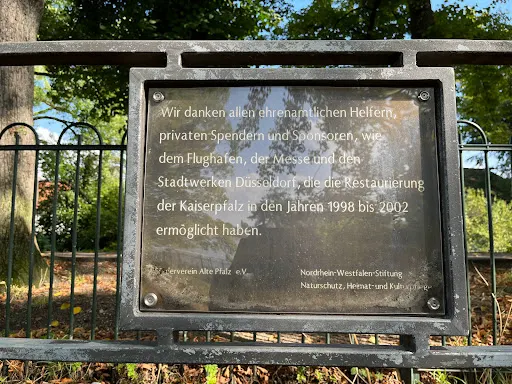 Wir danken allen ehrenamtlichen Helfern,
privaten Spendern und Sponsoren, wie
dem Flughafen, der Messe und den
Stadtwerken Düsseldorf, die die Restaurierung
der Kaiserpfalz in den Jahren 1998 bis 2002
ermöglicht haben.
Alte Pfalz e.V.
Nordrhein-Westfalen-Stiftung
Naturschutz, Heimat-und Kulturpflege